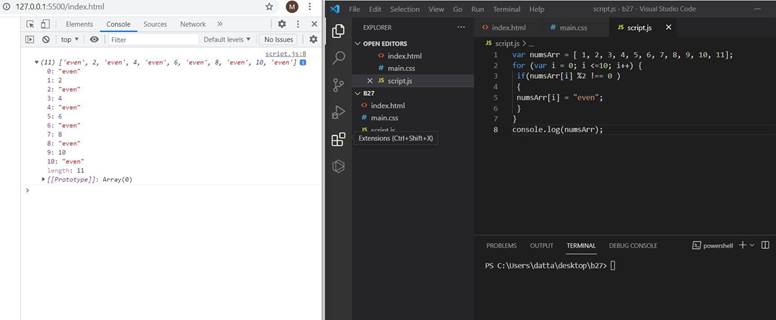 127.0.0.1:5500/index.html
M
Elements Console Sources Network »
top Filter Default levels No Issues
script.js:8
(11) ['even', 2, 'even', 4, 'even', 6, 'even', 8, 'even', 10, 'even']
0: "even"
1: 2
2: "even"
3: 4
4: "even"
5: 6
6: "even"
7: 8
8: "even"
9: 10
10: "even"
length: 11
[[Prototype]]: Array(0)
File Edit Selection View Go Run Terminal Help script.js - b27 - Visual Studio Code
EXPLORER ...
OPEN EDITORS
index.html
main.css
JS script.js
B27
index.html
main.css
script.js
Extensions (Ctrl+Shift+X)
index.html # main.css JS script.js
JS script.js > ...
1 var numsArr = [ 1, 2, 3, 4, 5, 6, 7, 8, 9, 10, 11];
2 for (var i = 0; i <=10; i++) {
3 if(numsArr[i] %2 !== 0 )
4 {
5 numsArr[i] = "even";
6 }
7 }
8 console.log(numsArr);
PROBLEMS OUTPUT TERMINAL DEBUG CONSOLE powershell
PS C:\Users\datta\desktop\b27>